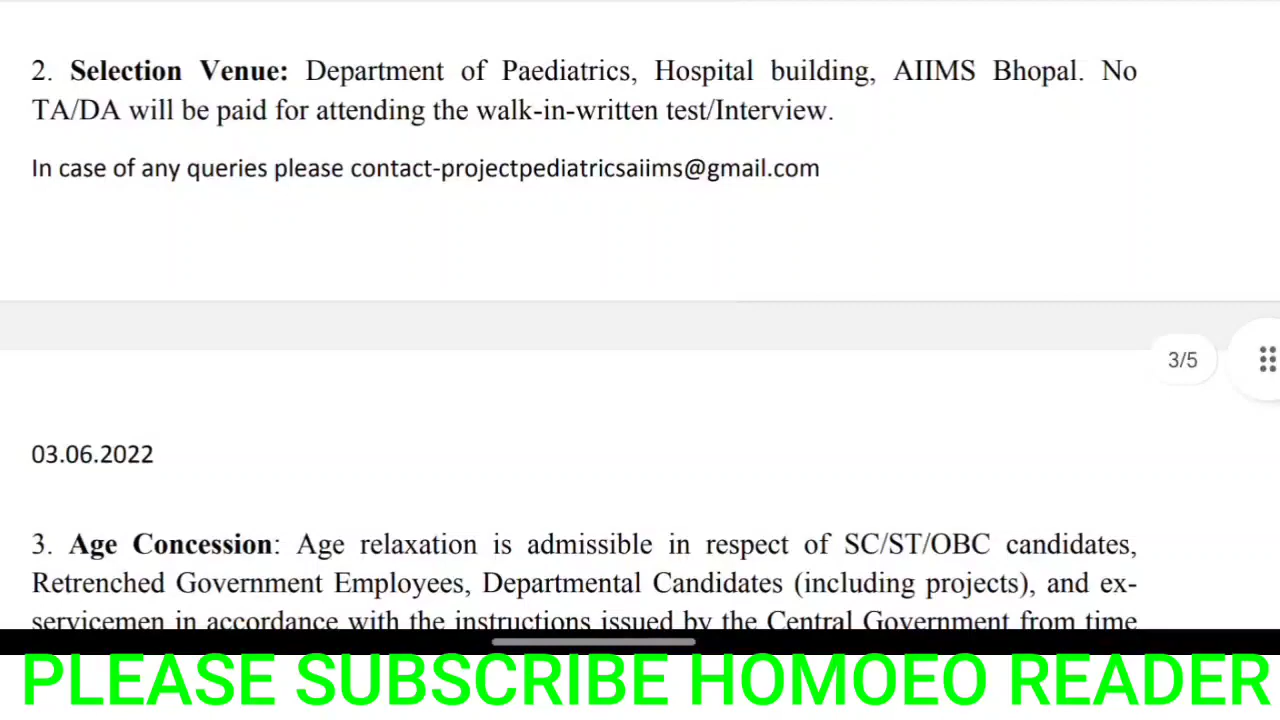 2. Selection Venue: Department of Paediatrics, Hospital building, AIIMS Bhopal. No
TA/DA will be paid for attending the walk-in-written test/Interview.
In case of any queries please contact-projectpediatricsaiims@gmail.com
3/5
03.06.2022
3. Age Concession: Age relaxation is admissible in respect of SC/ST/OBC candidates,
Retrenched Government Employees, Departmental Candidates (including projects), and ex-
servicemen in accordance with the instructions issued by the Central Government from time
PLEASE SUBSCRIBE HOMOEO READER